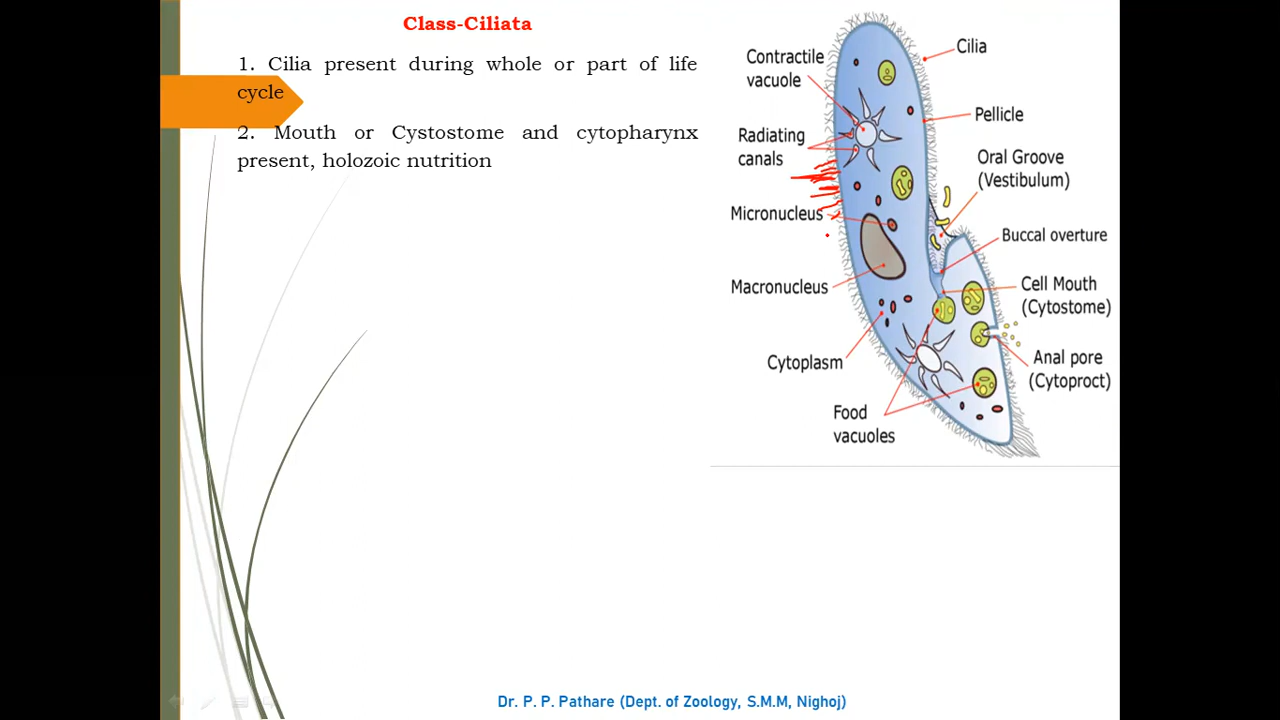 Class-Ciliata
1. Cilia present during whole or part of life
cycle
2. Mouth or Cystostome and cytopharynx
present, holozoic nutrition
Contractile
vacuole
Radiating
canals
Micronucleus
Macronucleus
Cytoplasm
Food
vacuoles
Cilia
Pellicle
Oral Groove
(Vestibulum)
Buccal overture
Cell Mouth
(Cytostome)
Anal pore
(Cytoproct)
Dr. P. P. Pathare (Dept. of Zoology, S.M.M, Nighoj)